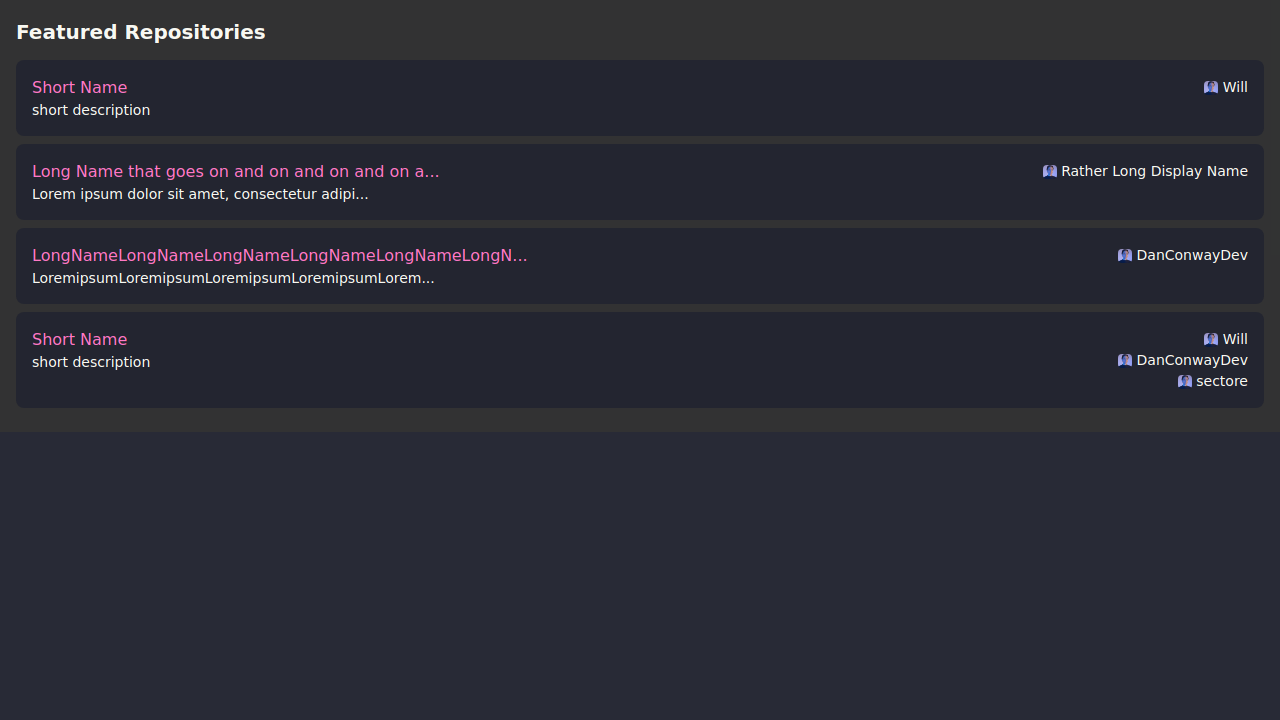 Featured Repositories
Short Name
Will
short description
Long Name that goes on and on and on and on a...
Rather Long Display Name
Lorem ipsum dolor sit amet, consectetur adipi...
LongNameLongNameLongNameLongNameLongNameLongN...
DanConwayDev
LoremipsumLoremipsumLoremipsumLoremipsumLorem...
Short Name
Will
short description
DanConwayDev
sectore